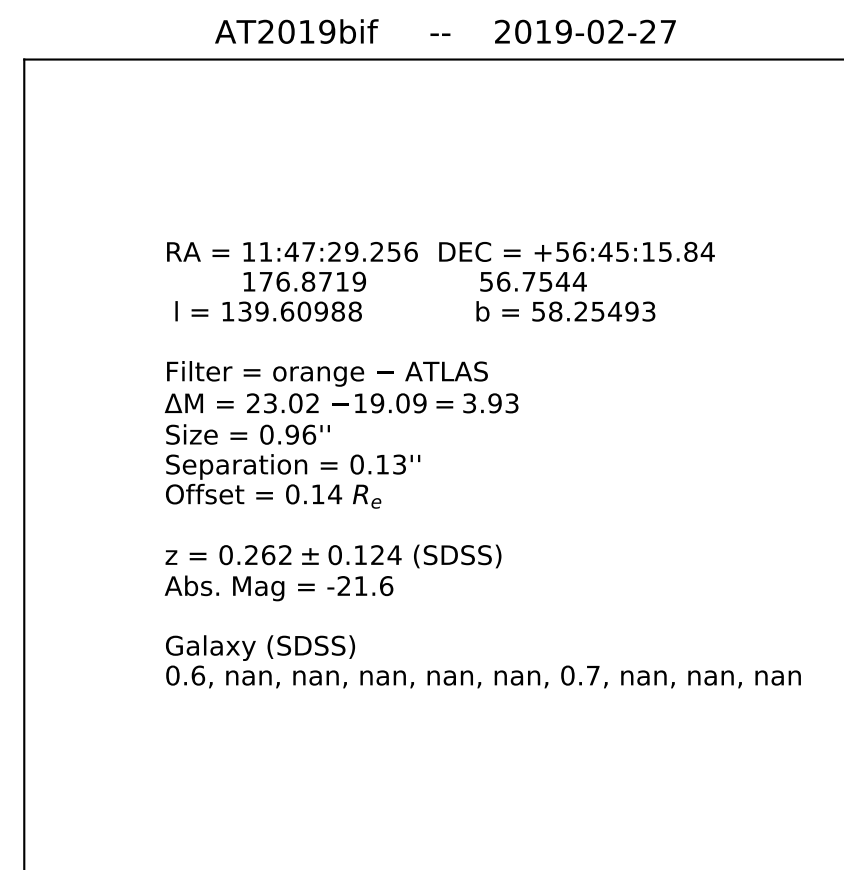 AT2019bif -- 2019-02-27
RA = 11:47:29.256 DEC = +56:45:15.84
176.8719 56.7544
l = 139.60988 b = 58.25493
Filter = orange − ATLAS
ΔM = 23.02 −19.09 = 3.93
Size = 0.96''
Separation = 0.13''
Offset = 0.14 Re
z = 0.262 ± 0.124 (SDSS)
Abs. Mag = -21.6
Galaxy (SDSS)
0.6, nan, nan, nan, nan, nan, 0.7, nan, nan, nan